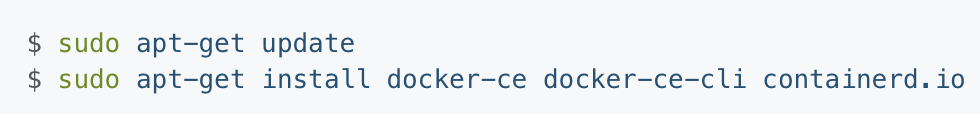 $ sudo apt-get update
$ sudo apt-get install docker-ce docker-ce-cli containerd.io